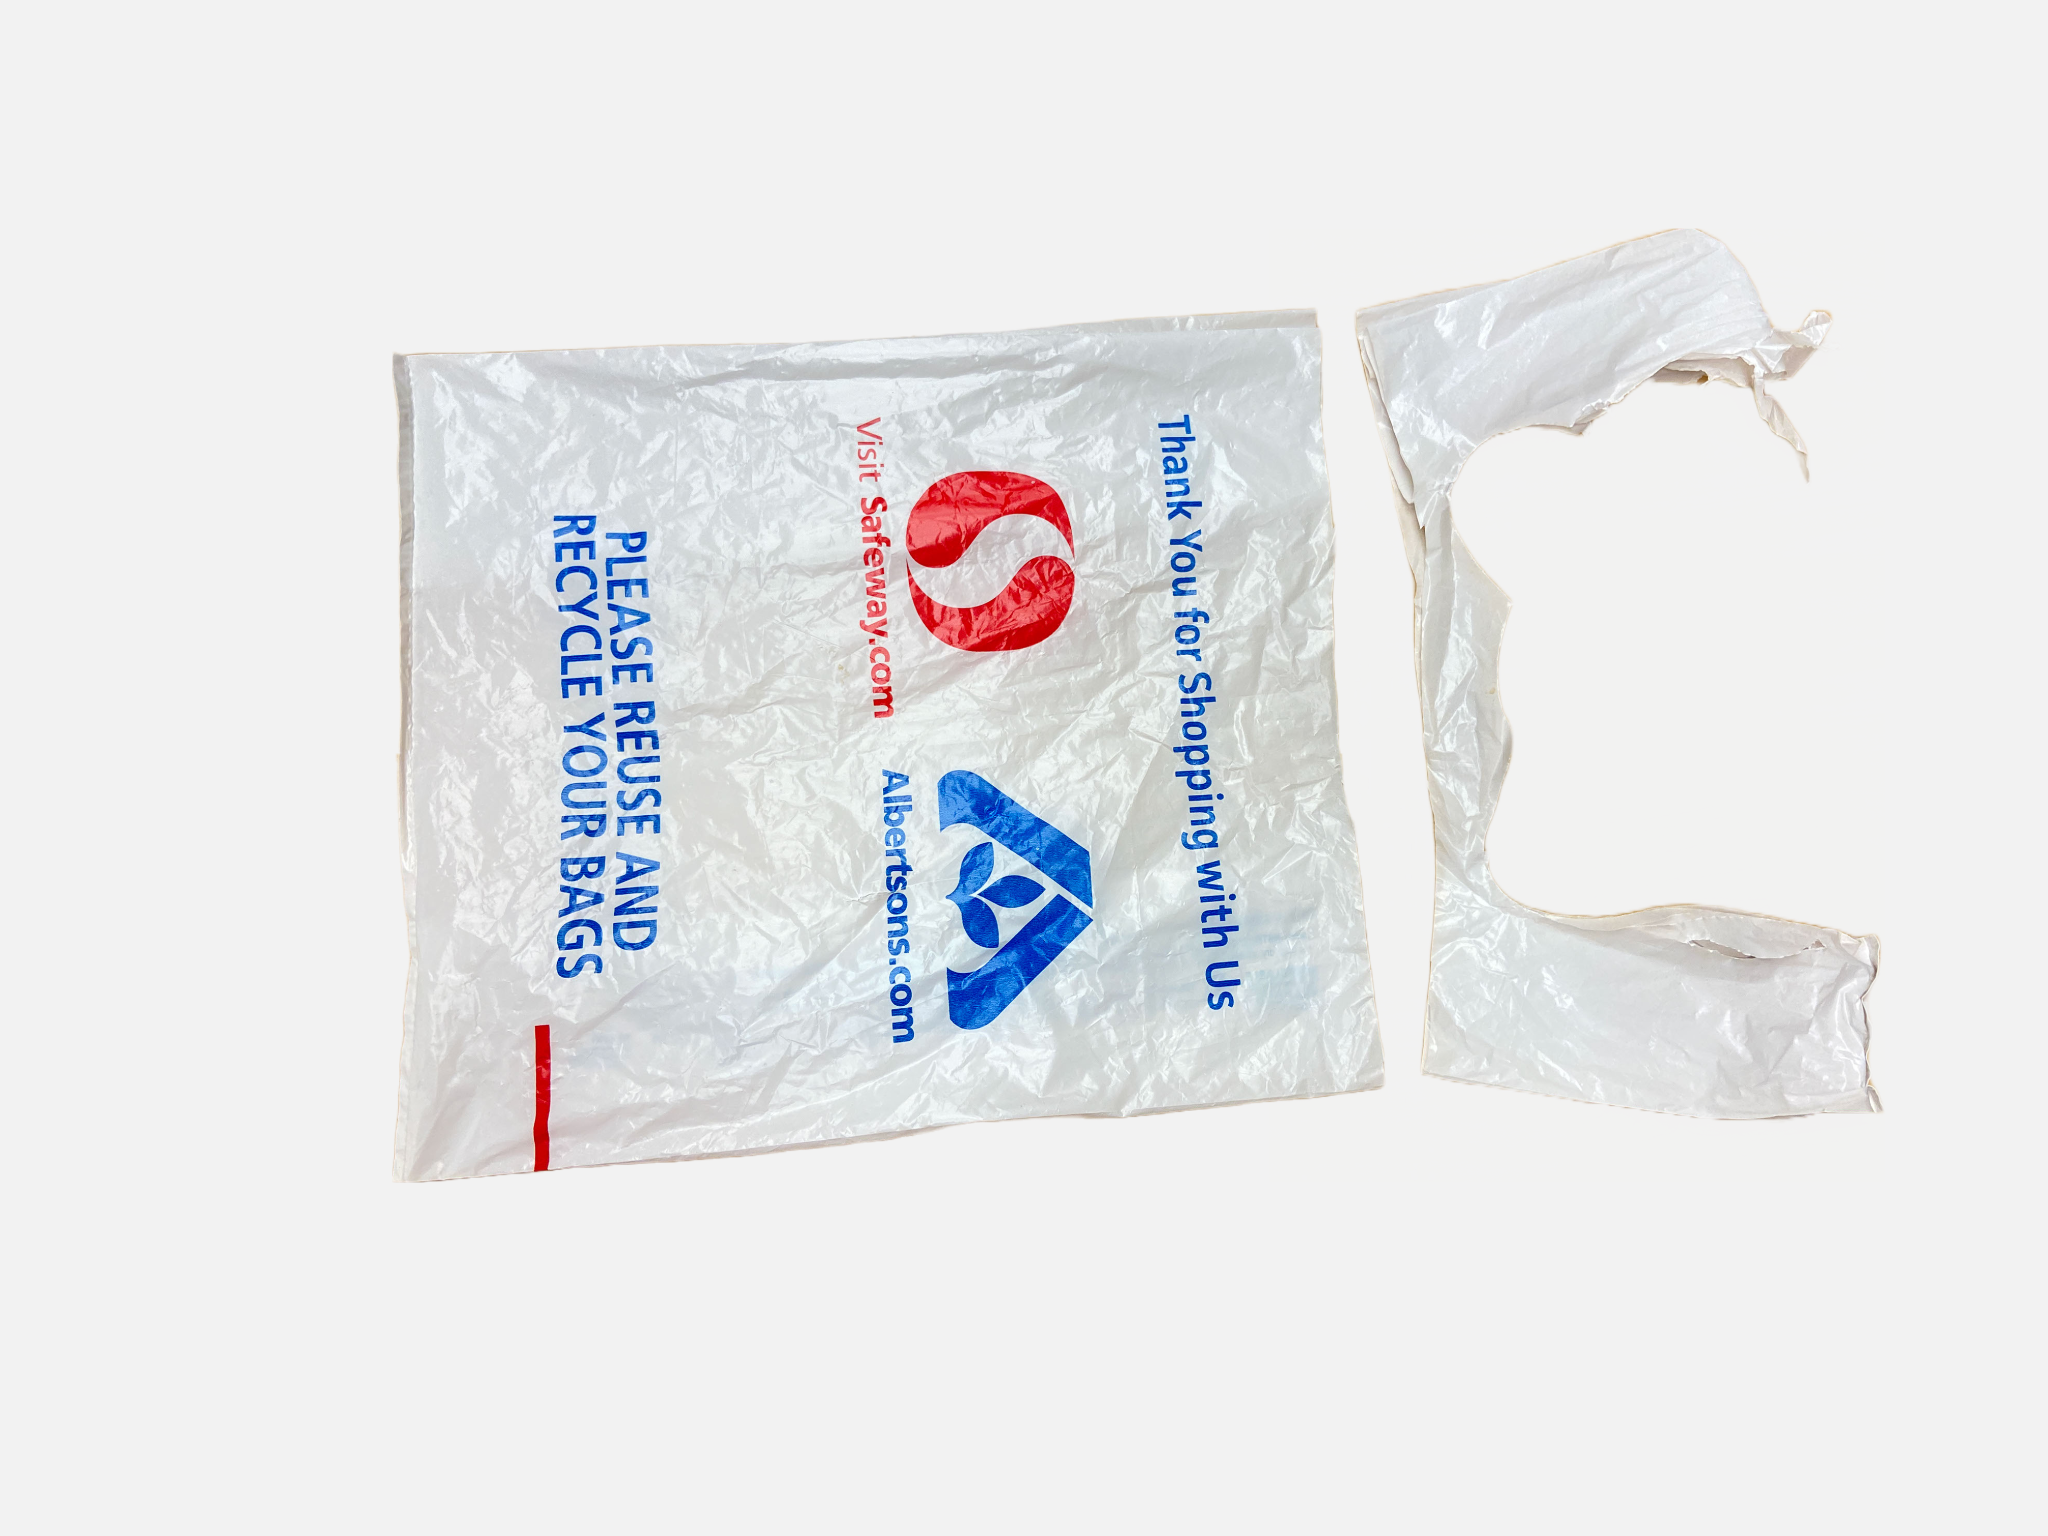 Thank You for Shopping with Us
Visit Safeway.com
Albertsons.com
PLEASE REUSE AND
RECYCLE YOUR BAGS